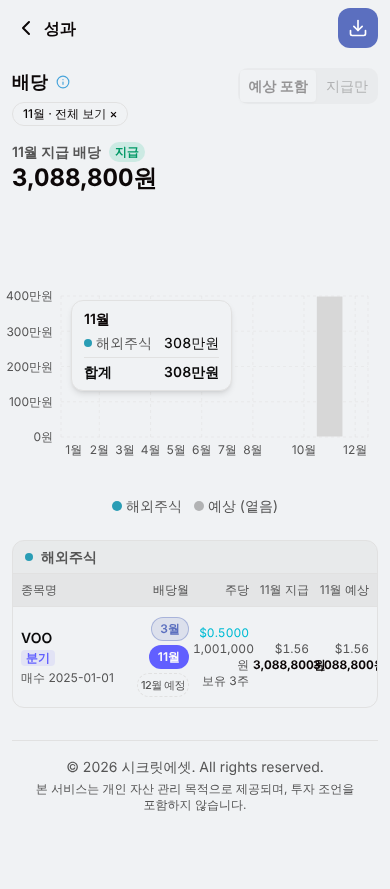 성과
배당
예상 포함 지급만
11월 · 전체 보기 ×
11월 지급 배당 지급
3,088,800원
400만원
300만원
200만원
100만원
0원
11월
해외주식 308만원
합계 308만원
1월 2월 3월 4월 5월 6월 7월 8월 10월 12월
해외주식 예상 (옅음)
해외주식
종목명 배당월 주당 11월 지급 11월 예상
VOO
분기
매수 2025-01-01
3월
11월
12월 예정
$0.5000
1,001,000
원
보유 3주
$1.56
3,088,800원
$1.56
3,088,800원
© 2026 시크릿에셋. All rights reserved.
본 서비스는 개인 자산 관리 목적으로 제공되며, 투자 조언을
포함하지 않습니다.